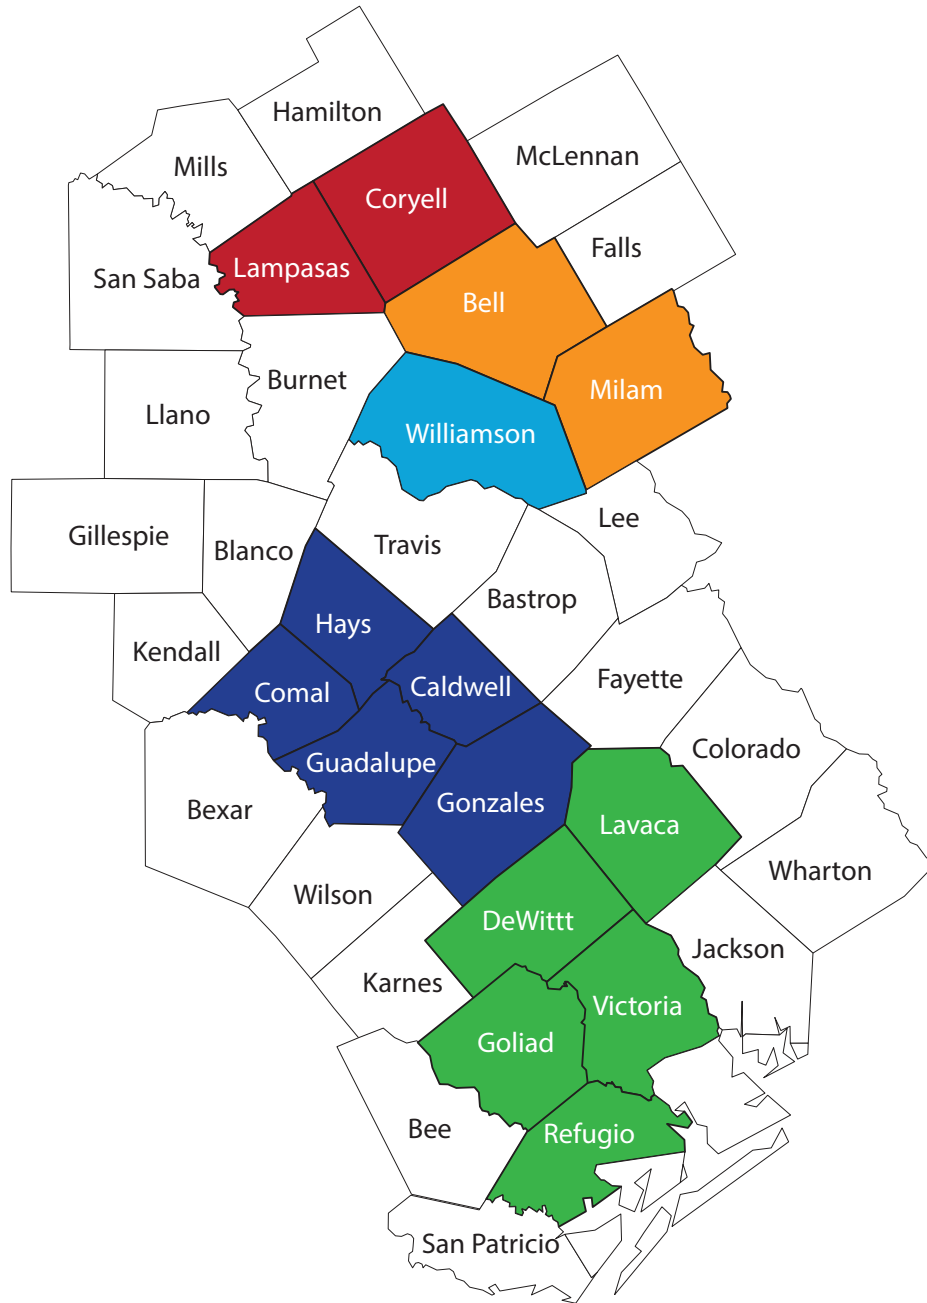 Hamilton
McLennan
Mills
Coryell
Falls
Lampasas
San Saba
Bell
Burnet
Milam
Llano
Williamson
Lee
Gillespie
Travis
Blanco
Bastrop
Hays
Kendall
Fayette
Caldwell
Comal
Colorado
Guadalupe
Gonzales
Bexar
Lavaca
Wharton
Wilson
DeWittt
Jackson
Karnes
Victoria
Goliad
Bee
Refugio
San Patricio